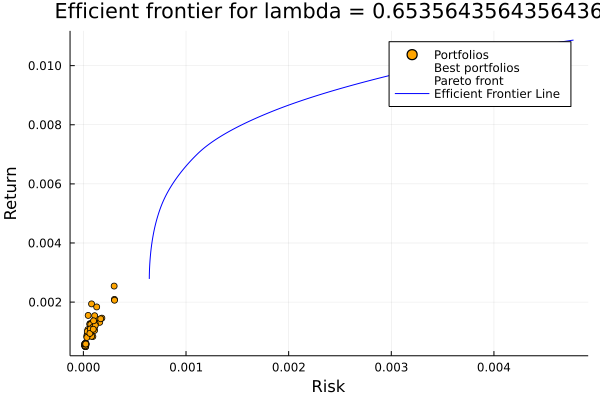 Efficient frontier for lambda = 0.6535643564356436
Portfolios
Best portfolios
Pareto front
Efficient Frontier Line
Return
0.010
0.008
0.006
0.004
0.002
0.000
0.001
0.002
0.003
0.004
Risk